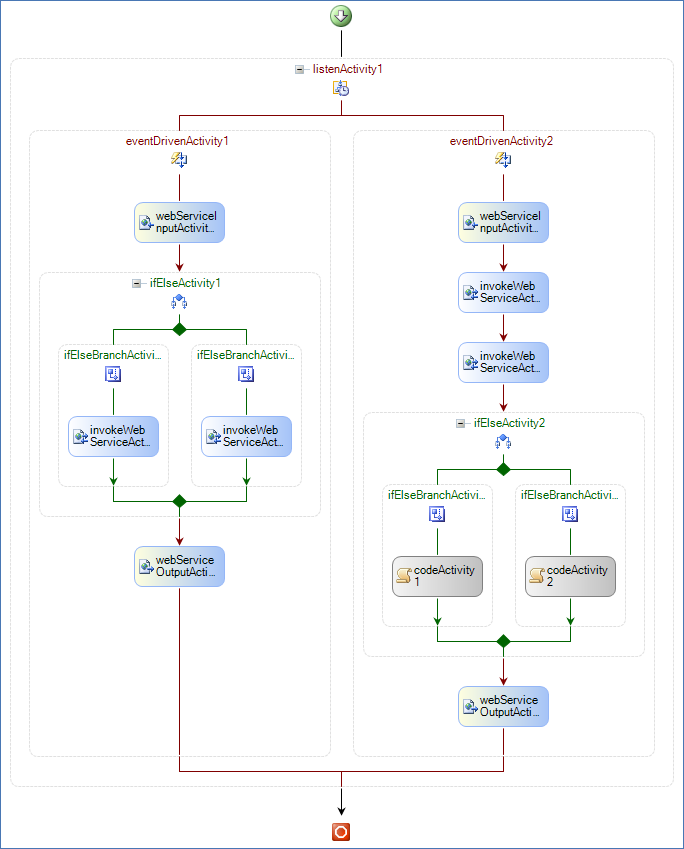 listenActivity1
eventDrivenActivity1
webServiceI
nputActivit...
ifElseActivity1
ifElseBranchActivi...
invokeWeb
ServiceAct...
ifElseBranchActivi...
invokeWeb
ServiceAct...
webService
OutputActi...
eventDrivenActivity2
webServiceI
nputActivit...
invokeWeb
ServiceAct...
invokeWeb
ServiceAct...
ifElseActivity2
ifElseBranchActivi...
codeActivity
1
ifElseBranchActivi...
codeActivity
2
webService
OutputActi...